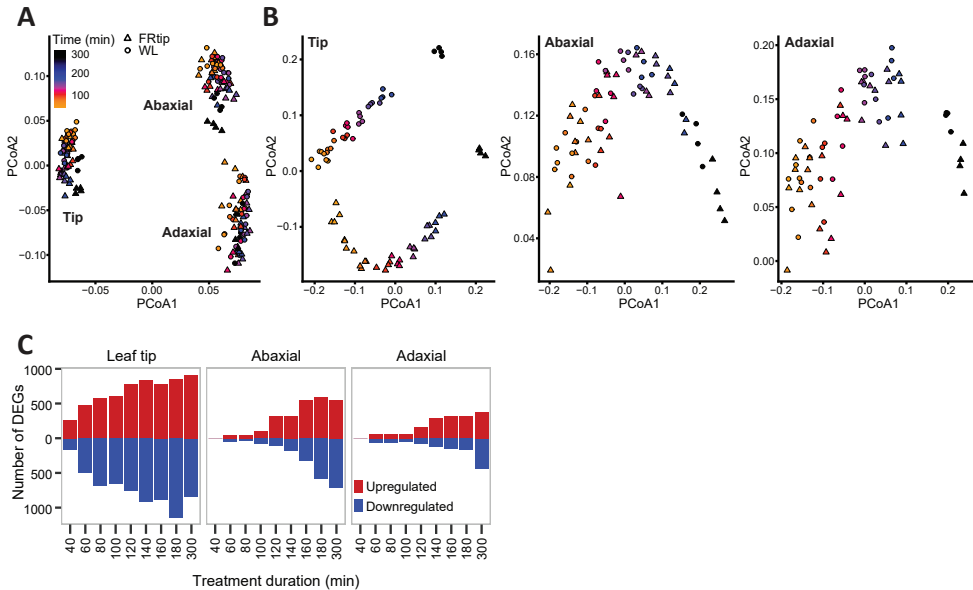 A
Time (min)
300
200
100
FRtip
WL
Abaxial
Tip
Adaxial
0.10
0.05
0.00
−0.05
−0.10
PCoA2
−0.05
0.00
0.05
PCoA1
B
Tip
0.2
0.1
0.0
−0.1
PCoA2
−0.2
−0.1
0.0
0.1
0.2
PCoA1
Abaxial
0.16
0.12
0.08
0.04
PCoA2
−0.2
−0.1
0.0
0.1
0.2
PCoA1
Adaxial
0.20
0.15
0.10
0.05
0.00
PCoA2
−0.2
−0.1
0.0
0.1
0.2
PCoA1
C
Leaf tip
Abaxial
Adaxial
1000
500
0
500
1000
Number of DEGs
Upregulated
Downregulated
40 60 80 100 120 140 160 180 300
40 60 80 100 120 140 160 180 300
40 60 80 100 120 140 160 180 300
Treatment duration (min)